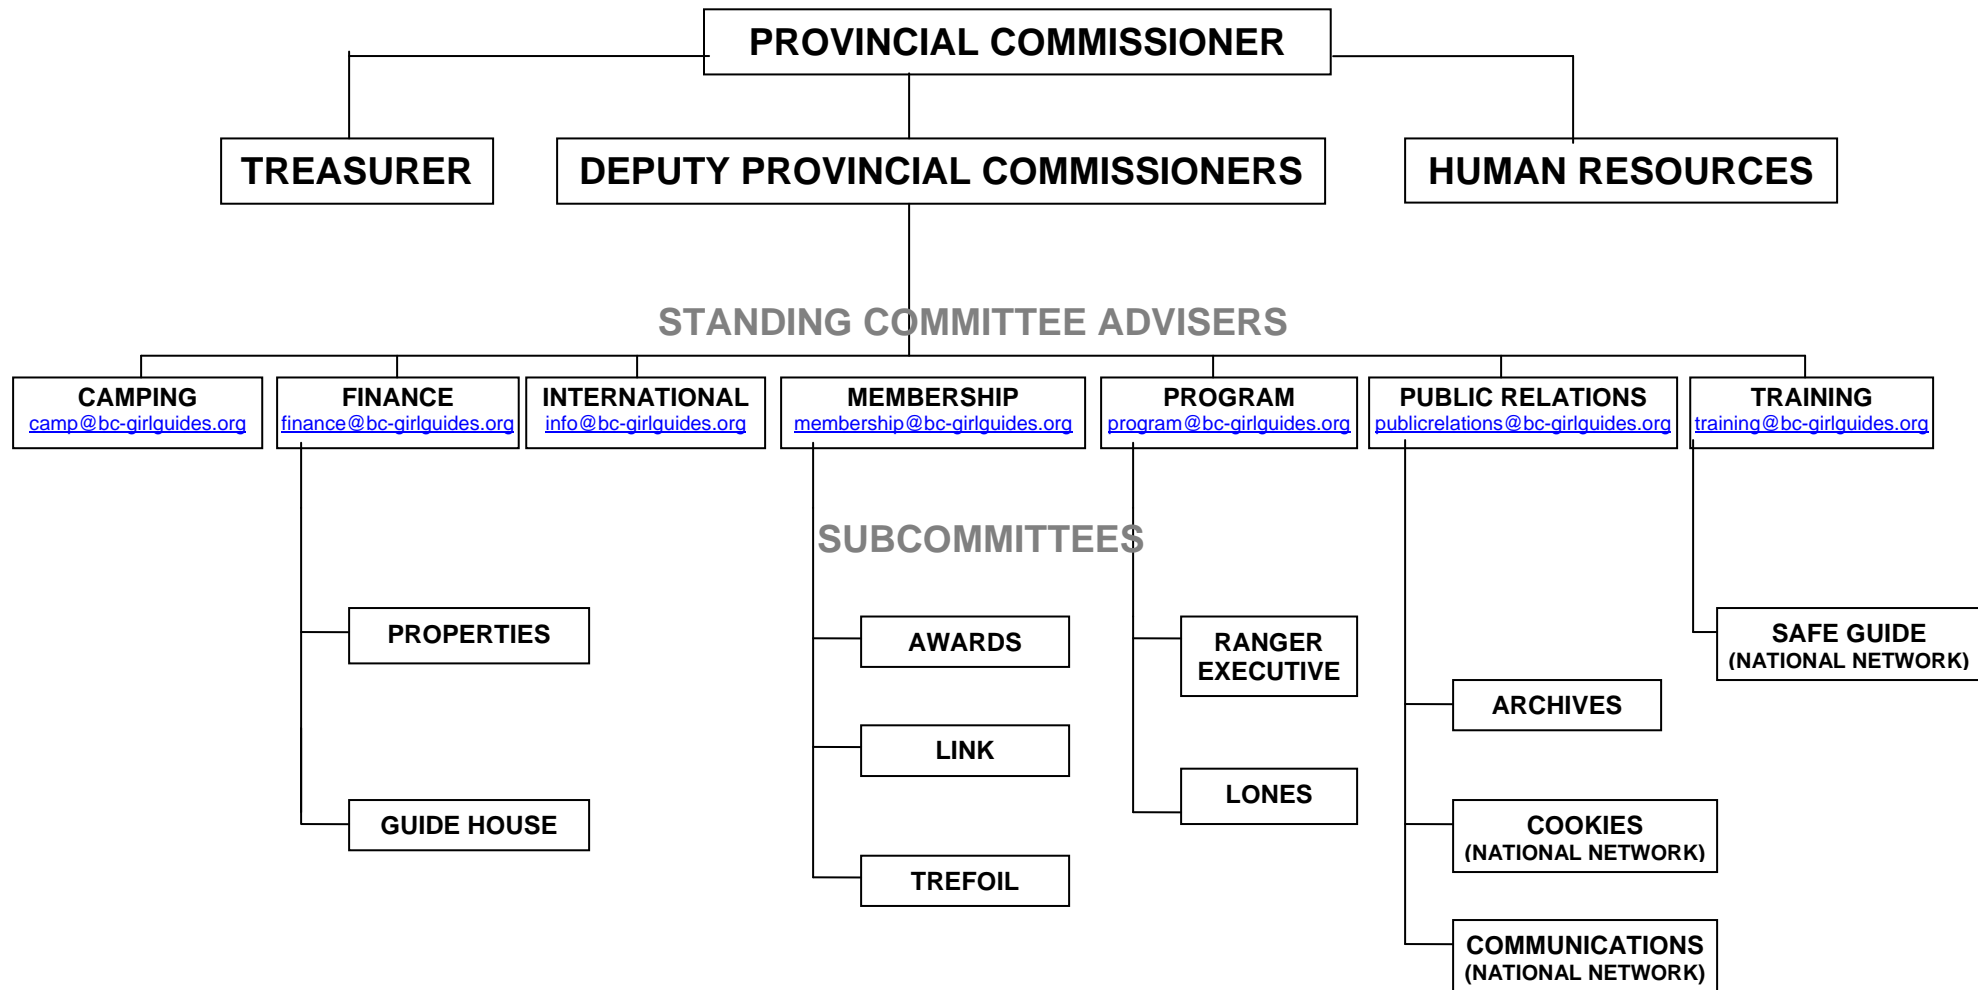 PROVINCIAL COMMISSIONER
TREASURER
DEPUTY PROVINCIAL COMMISSIONERS
HUMAN RESOURCES
STANDING COMMITTEE ADVISERS
CAMPING
camp@bc-girlguides.org
FINANCE
finance@bc-girlguides.org
INTERNATIONAL
info@bc-girlguides.org
MEMBERSHIP
membership@bc-girlguides.org
PROGRAM
program@bc-girlguides.org
PUBLIC RELATIONS
publicrelations@bc-girlguides.org
TRAINING
training@bc-girlguides.org
SUBCOMMITTEES
PROPERTIES
GUIDE HOUSE
AWARDS
LINK
TREFOIL
RANGER
EXECUTIVE
LONES
ARCHIVES
COOKIES
(NATIONAL NETWORK)
COMMUNICATIONS
(NATIONAL NETWORK)
SAFE GUIDE
(NATIONAL NETWORK)